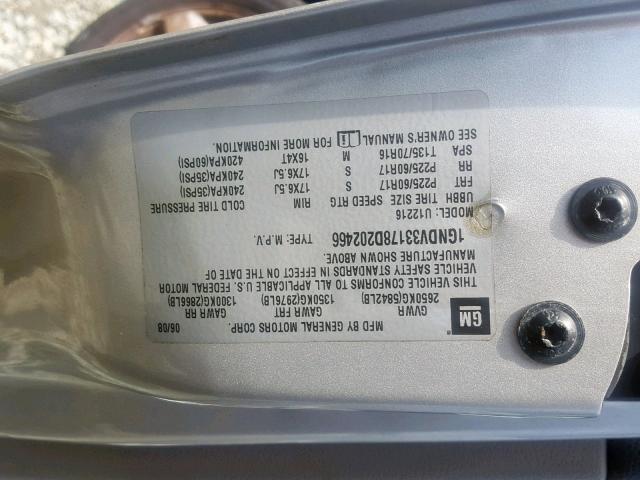 GM
MFD BY GENERAL MOTORS CORP. 06/08
GVWR GAWR FRT GAWR RR
2650KG(5842LB) 1350KG(2976LB) 1300KG(2866LB)
THIS VEHICLE CONFORMS TO ALL APPLICABLE U.S. FEDERAL MOTOR
VEHICLE SAFETY STANDARDS IN EFFECT ON THE DATE OF
MANUFACTURE SHOWN ABOVE.
1GNDV33178D202466 TYPE: M.P.V.
MODEL: U12216
UBBH TIRE SIZE SPEED RTG RIM COLD TIRE PRESSURE
FRT P225/60R17 S 17X6.5J 240KPA(35PSI)
RR P225/60R17 S 17X6.5J 240KPA(35PSI)
SPA T135/70R16 M 16X4T 420KPA(60PSI)
SEE OWNER'S MANUAL FOR MORE INFORMATION.